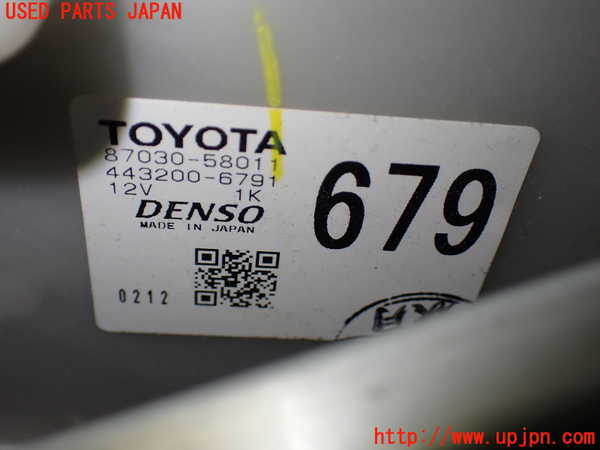 USED PARTS JAPAN
TOYOTA
87030-58011
443200-6791
12V 1K
DENSO
MADE IN JAPAN
679
0212
http://www.upjpn.com